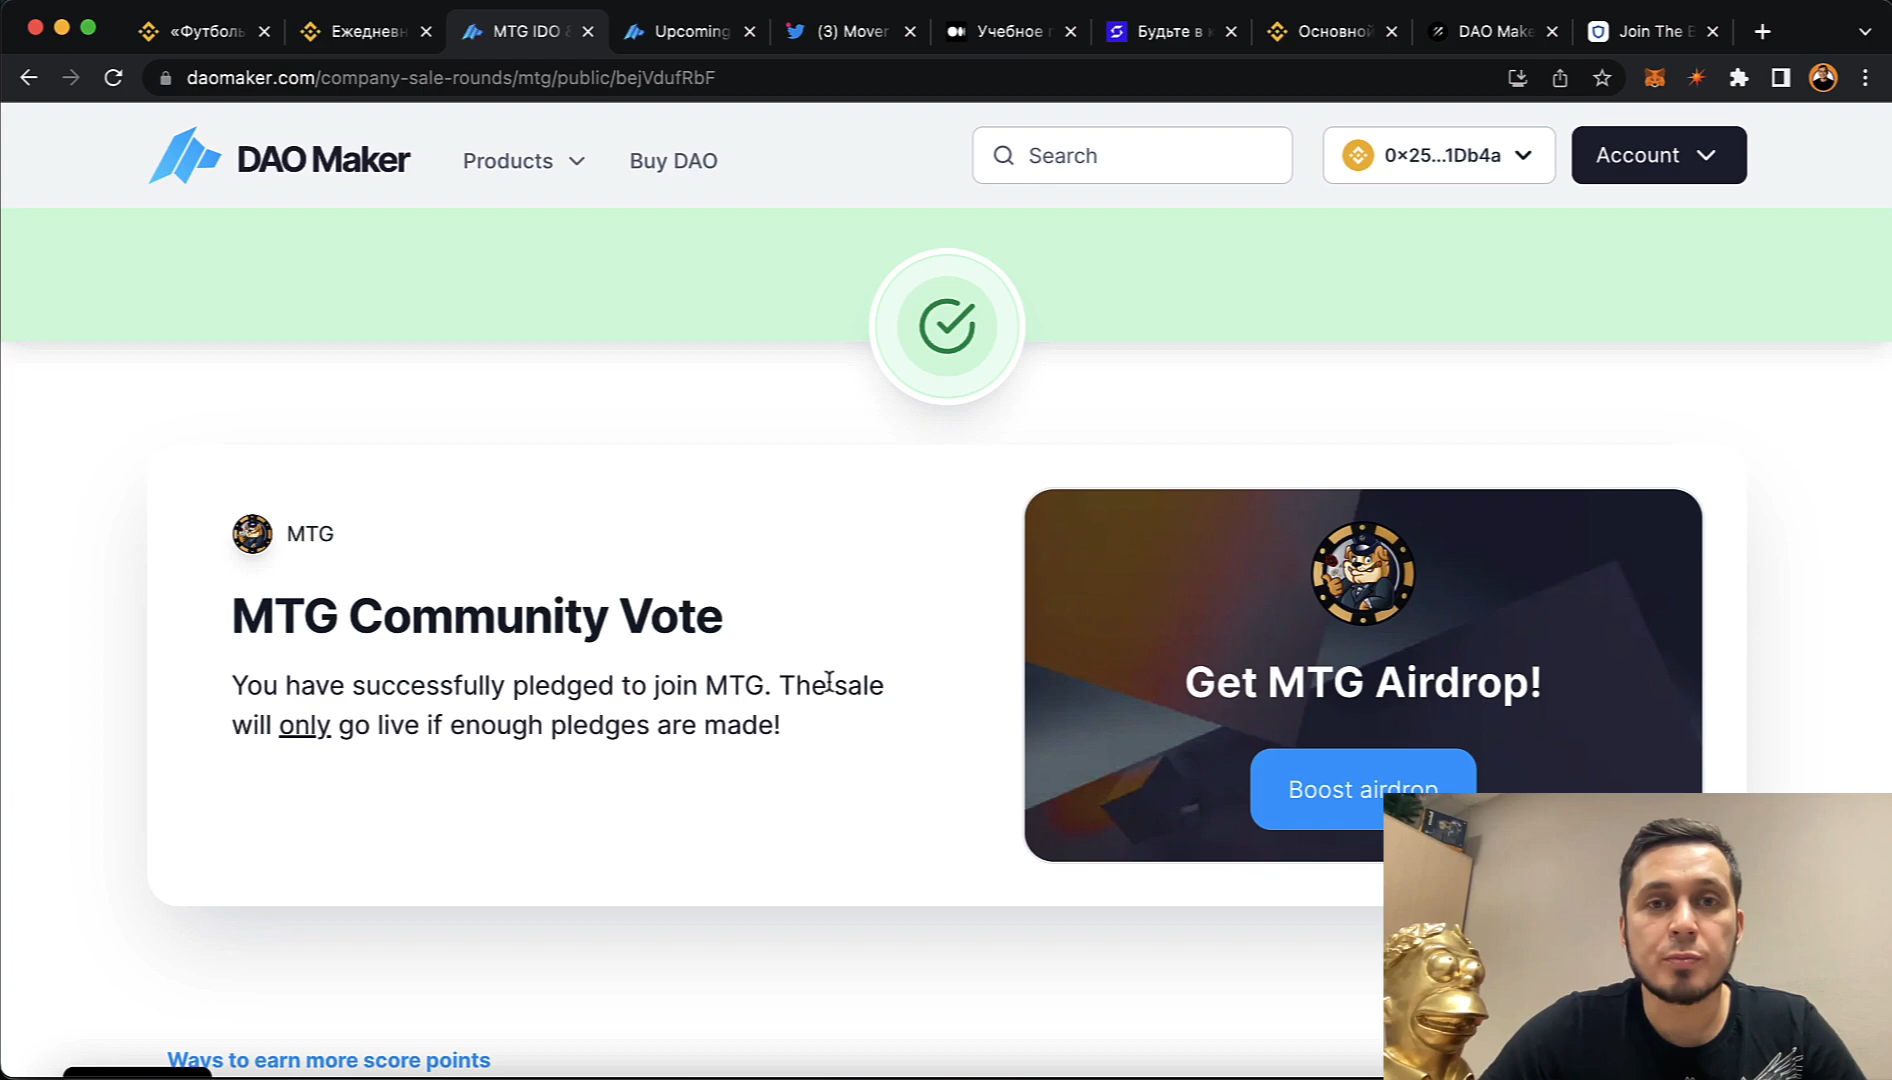 «Футболь
Ежедневн
MTG IDO &
Upcoming
(3) Mover
Учебное п
Будьте в к
Основной
DAO Make
Join The E
daomaker.com/company-sale-rounds/mtg/public/bejVdufRbF
DAO Maker
Products
Buy DAO
Search
0×25...1Db4a
Account
MTG
MTG Community Vote
You have successfully pledged to join MTG. The sale
will only go live if enough pledges are made!
Get MTG Airdrop!
Boost airdrop
Ways to earn more score points